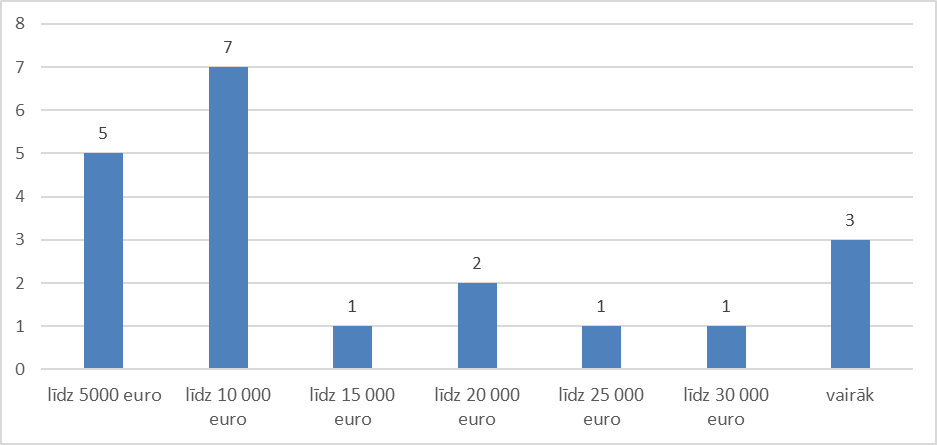 8
7
6
5
4
3
2
1
0
5
7
1
2
1
1
3
līdz 5000 euro
līdz 10 000
euro
līdz 15 000
euro
līdz 20 000
euro
līdz 25 000
euro
līdz 30 000
euro
vairāk